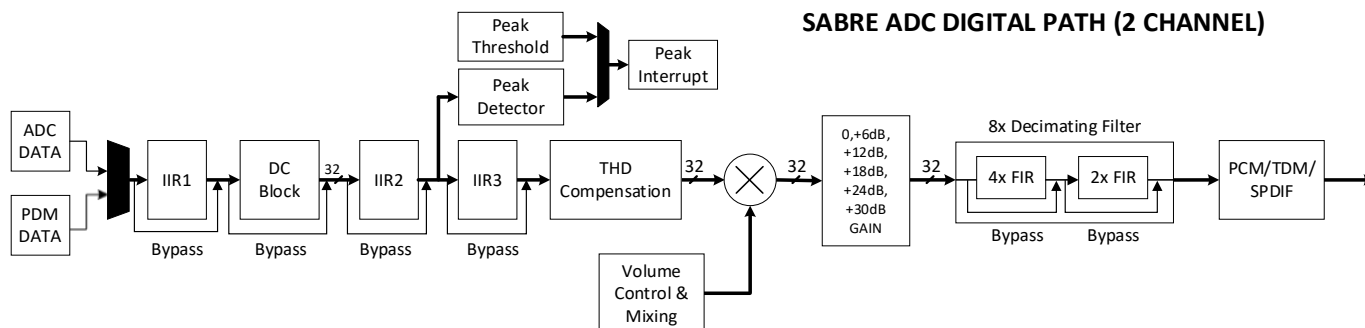 SABRE ADC DIGITAL PATH (2 CHANNEL)
Peak
Threshold
Peak
Interrupt
Peak
Detector
ADC
DATA
PDM
DATA
IIR1
Bypass
DC
Block
Bypass
32
IIR2
Bypass
IIR3
Bypass
THD
Compensation
32
Volume
Control &
Mixing
32
0,+6dB,
+12dB,
+18dB,
+24dB,
+30dB
GAIN
32
8x Decimating Filter
4x FIR
2x FIR
Bypass
Bypass
PCM/TDM/
SPDIF